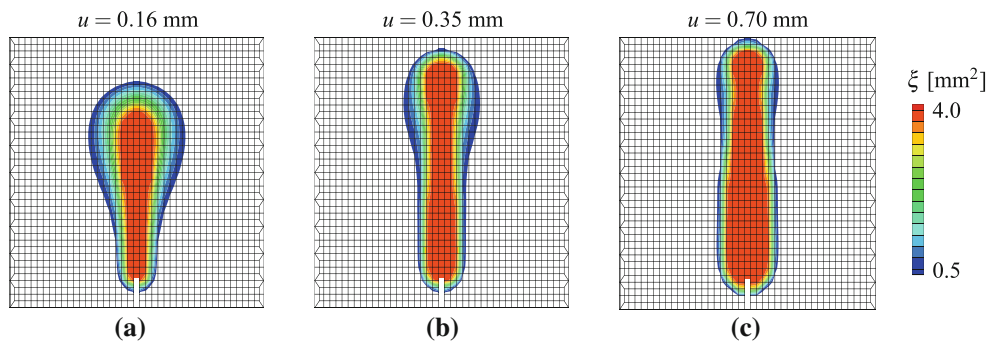 u = 0.16 mm
u = 0.35 mm
u = 0.70 mm
ξ [mm²]
4.0
0.5
(a)
(b)
(c)